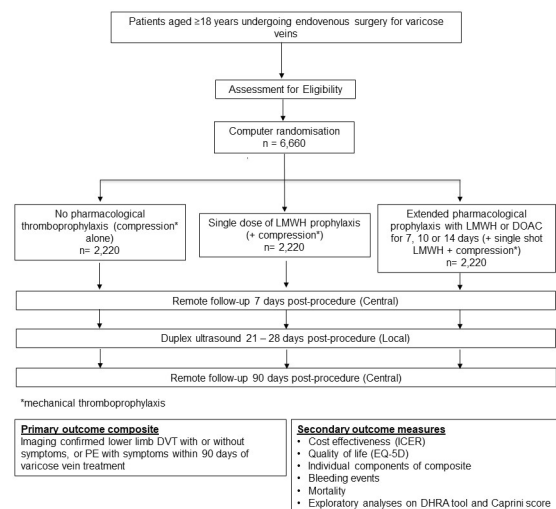 Patients aged ≥18 years undergoing endovenous surgery for varicose
veins
Assessment for Eligibility
Computer randomisation
n = 6,660
No pharmacological
thromboprophylaxis (compression*
alone)
n= 2,220
Single dose of LMWH prophylaxis
(+ compression*)
n= 2,220
Extended pharmacological
prophylaxis with LMWH or DOAC
for 7, 10 or 14 days (+ single shot
LMWH + compression*)
n= 2,220
Remote follow-up 7 days post-procedure (Central)
Duplex ultrasound 21 – 28 days post-procedure (Local)
Remote follow-up 90 days post-procedure (Central)
*mechanical thromboprophylaxis
Primary outcome composite
Imaging confirmed lower limb DVT with or without
symptoms, or PE with symptoms within 90 days of
varicose vein treatment
Secondary outcome measures
• Cost effectiveness (ICER)
• Quality of life (EQ-5D)
• Individual components of composite
• Bleeding events
• Mortality
• Exploratory analyses on DHRA tool and Caprini score